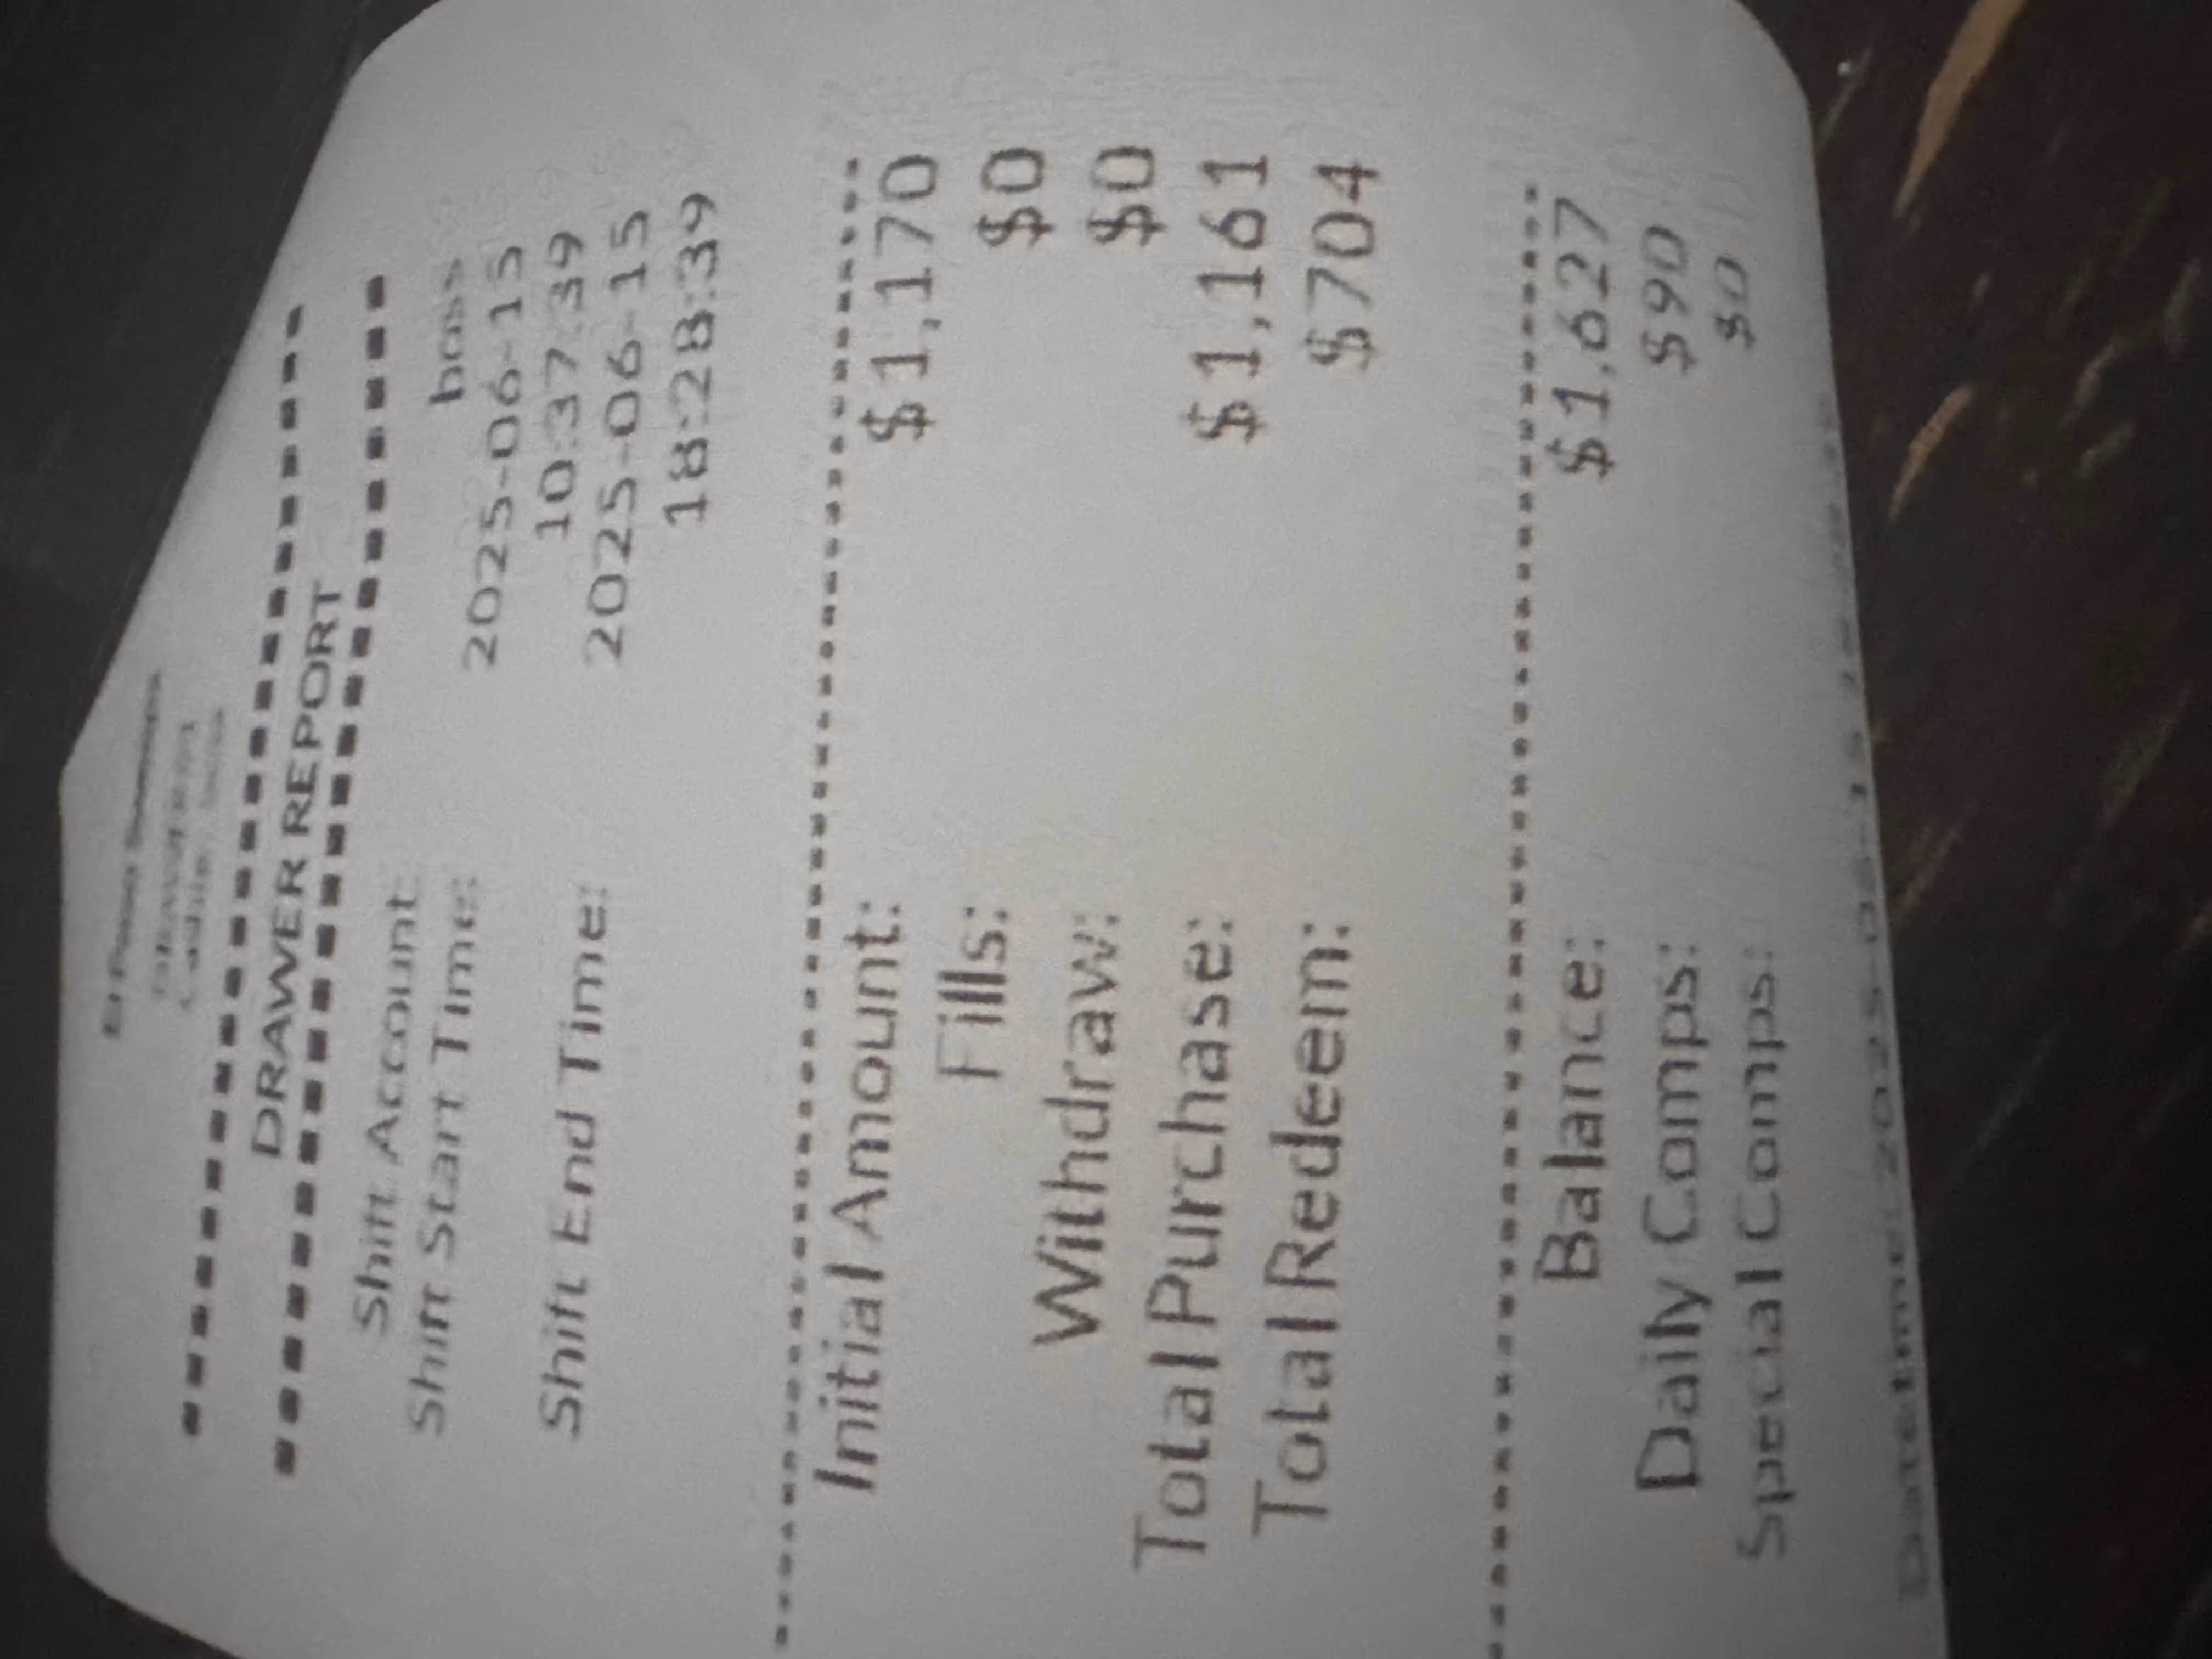 DRAWER REPORT
Shift Account: boss
Shift Start Time: 2025-06-15
10:37:39
Shift End Time: 2025-06-15
18:28:39
Initial Amount: $1,170
Fills: $0
Withdraw: $0
Total Purchase: $1,161
Total Redeem: $704
Balance: $1,627
Daily Comps: $90
Special Comps: $0